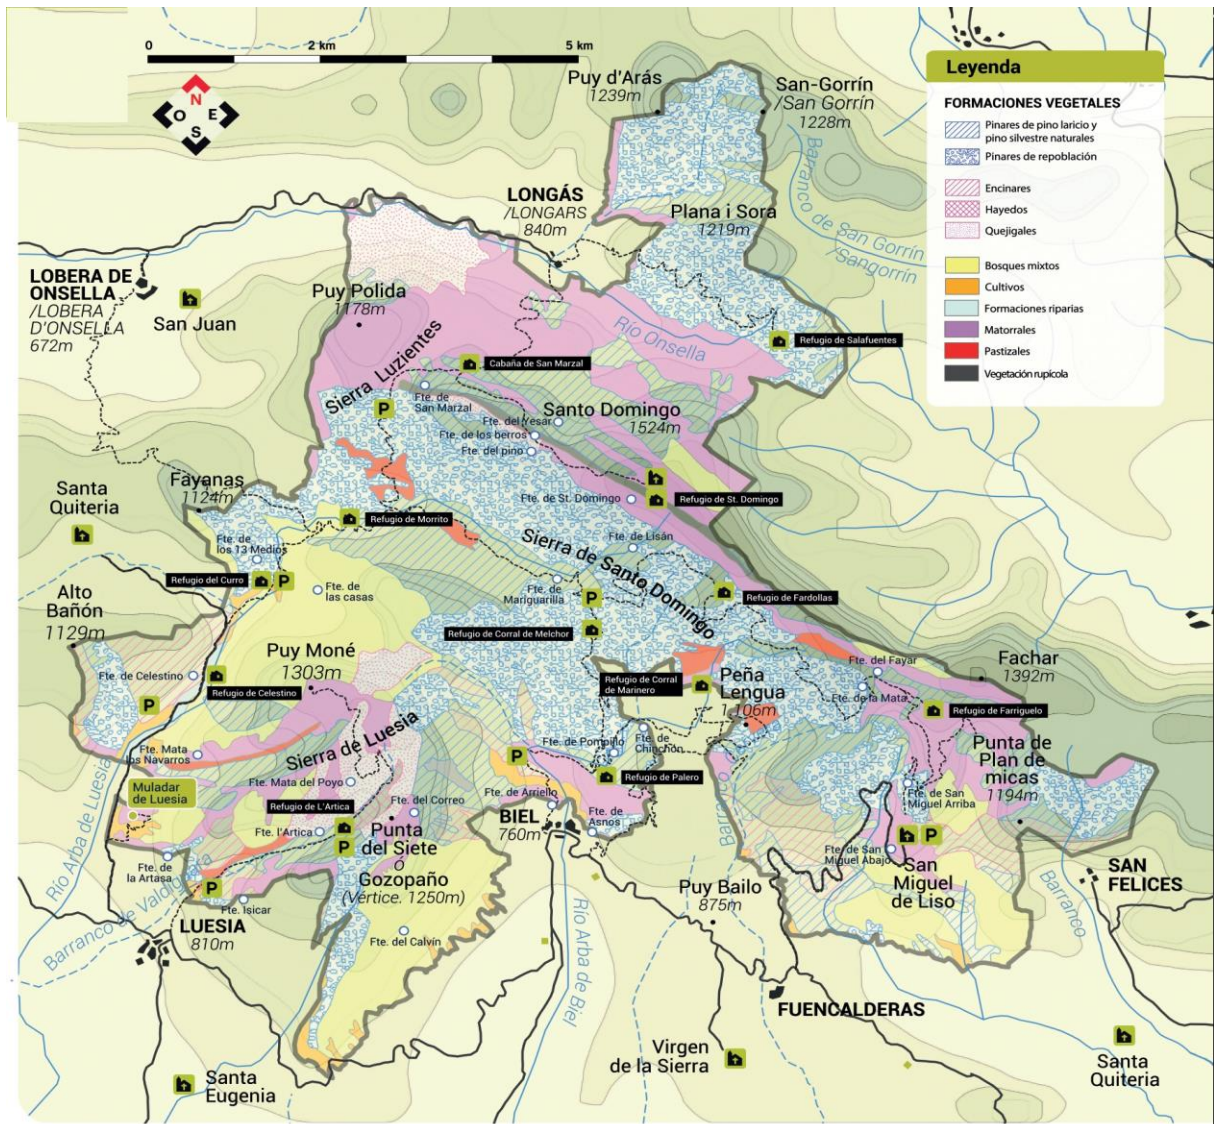 0
2 km
5 km
N
O
E
S
Puy d'Arás
1239m
San-Gorrín
/San Gorrín
1228m
Leyenda
FORMACIONES VEGETALES
Pinares de pino laricio y
pino silvestre naturales
Pinares de repoblación
Encinares
Hayedos
Quejigales
Bosques mixtos
Cultivos
Formaciones riparias
Matorrales
Pastizales
Vegetación rupícola
Barranco de San Gorrín
/Sangorrín
LONGÁS
/LONGARS
840m
Plana i Sora
1219m
LOBERA DE
ONSELLA
/LOBERA
D'ONSELLA
672m
San Juan
Puy Polida
1178m
Río Onsella
Refugio de Salafuentes
Sierra Luzientes
Cabaña de San Marzal
P
Fte. de
San Marzal
Santo Domingo
1524m
Fte. del Yesar
Fte. de los berros
Fte. del pino
Fayanas
1124m
Santa
Quiteria
Fte. de St. Domingo
Refugio de St. Domingo
Refugio de Morrito
Fte. de
los 13 Medios
Sierra de Santo Domingo
Fte. de Lisán
Refugio del Curro
P
Fte. de
las casas
Fte. de
Mariguarilla
P
Refugio de Fardollas
Alto
Bañón
1129m
Refugio de Corral de Melchor
Puy Moné
1303m
Fte. de Celestino
Refugio de Celestino
P
Refugio de Corral
de Marinero
Peña
Lengua
1106m
Fte. del Fayar
Fte. de la Mata
Fachar
1392m
Refugio de Farriguelo
Sierra de Luesia
Fte. Mata
los Navarros
Fte. de Pompillo
Fte. de
Chinchón
Punta de
Plan de
micas
1194m
P
Refugio de Palero
Muladar
de Luesia
Fte. Mata del Poyo
Refugio de L'Artica
Fte. del Correo
Fte. de Arriello
Fte. de San
Miguel Arriba
Río Arba de Luesia
Fte. l'Artica
P
Punta
del Siete
ó
Gozopaño
(Vértice. 1250m)
BIEL
760m
Fte. de
Asnos
P
Fte. de San
Miguel Abajo
San
Miguel
de Liso
SAN
FELICES
Fte. de
la Artasa
P
Fte. Isicar
Puy Bailo
875m
Barranco
LUESIA
810m
Fte. del Calvín
Río Arba de Biel
FUENCALDERAS
Virgen
de la Sierra
Santa
Eugenia
Santa
Quiteria